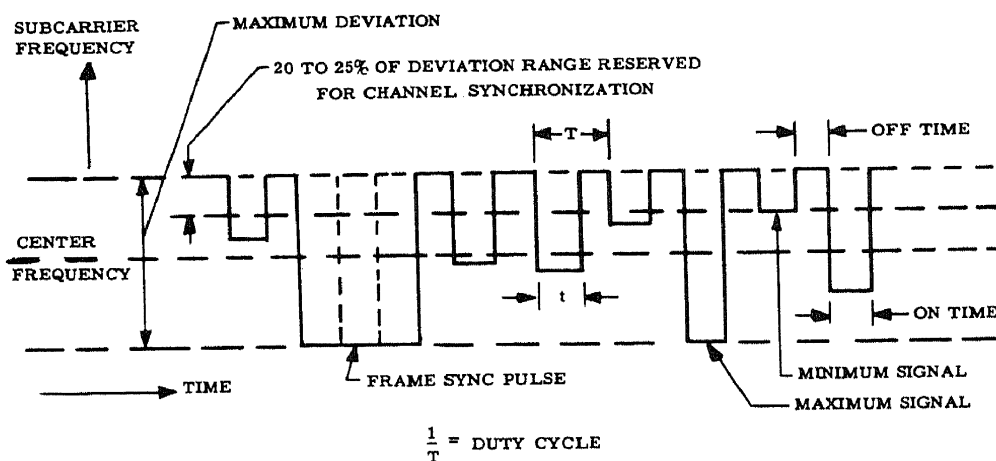 SUBCARRIER
FREQUENCY
MAXIMUM DEVIATION
20 TO 25% OF DEVIATION RANGE RESERVED
FOR CHANNEL SYNCHRONIZATION
T
OFF TIME
CENTER
FREQUENCY
t
ON TIME
TIME
FRAME SYNC PULSE
MINIMUM SIGNAL
MAXIMUM SIGNAL
1/T = DUTY CYCLE